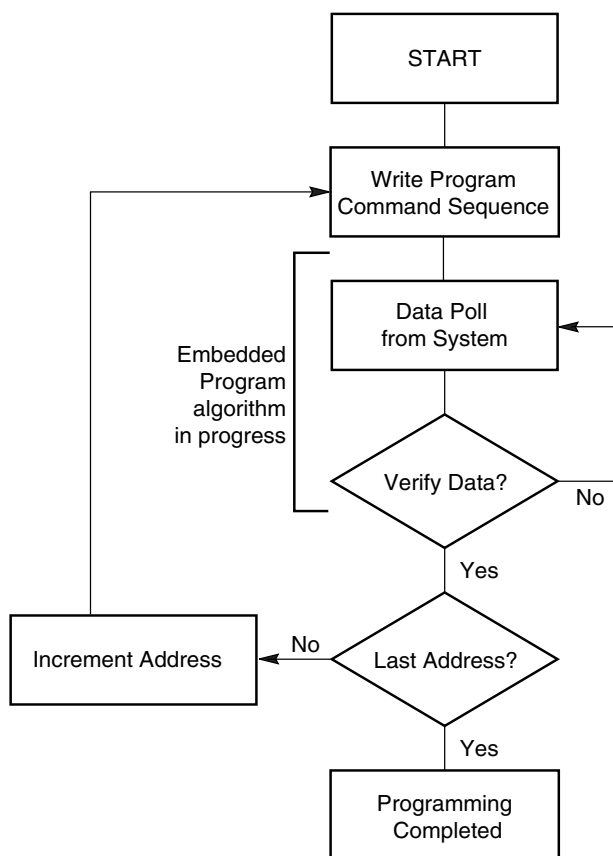 START
Write Program
Command Sequence
Data Poll
from System
Embedded
Program
algorithm
in progress
Verify Data?
No
Yes
Increment Address
No
Last Address?
Yes
Programming
Completed